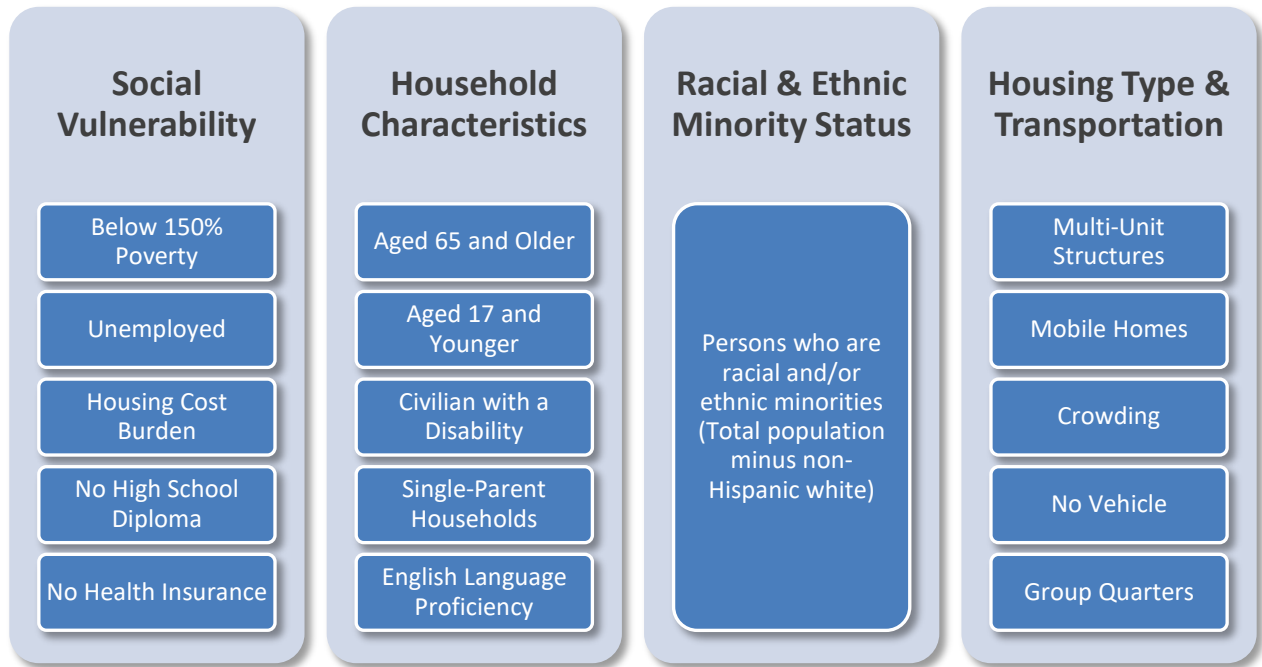 Social
Vulnerability
Below 150%
Poverty
Unemployed
Housing Cost
Burden
No High School
Diploma
No Health Insurance
Household
Characteristics
Aged 65 and Older
Aged 17 and
Younger
Civilian with a
Disability
Single-Parent
Households
English Language
Proficiency
Racial & Ethnic
Minority Status
Persons who are
racial and/or
ethnic minorities
(Total population
minus non-
Hispanic white)
Housing Type &
Transportation
Multi-Unit
Structures
Mobile Homes
Crowding
No Vehicle
Group Quarters